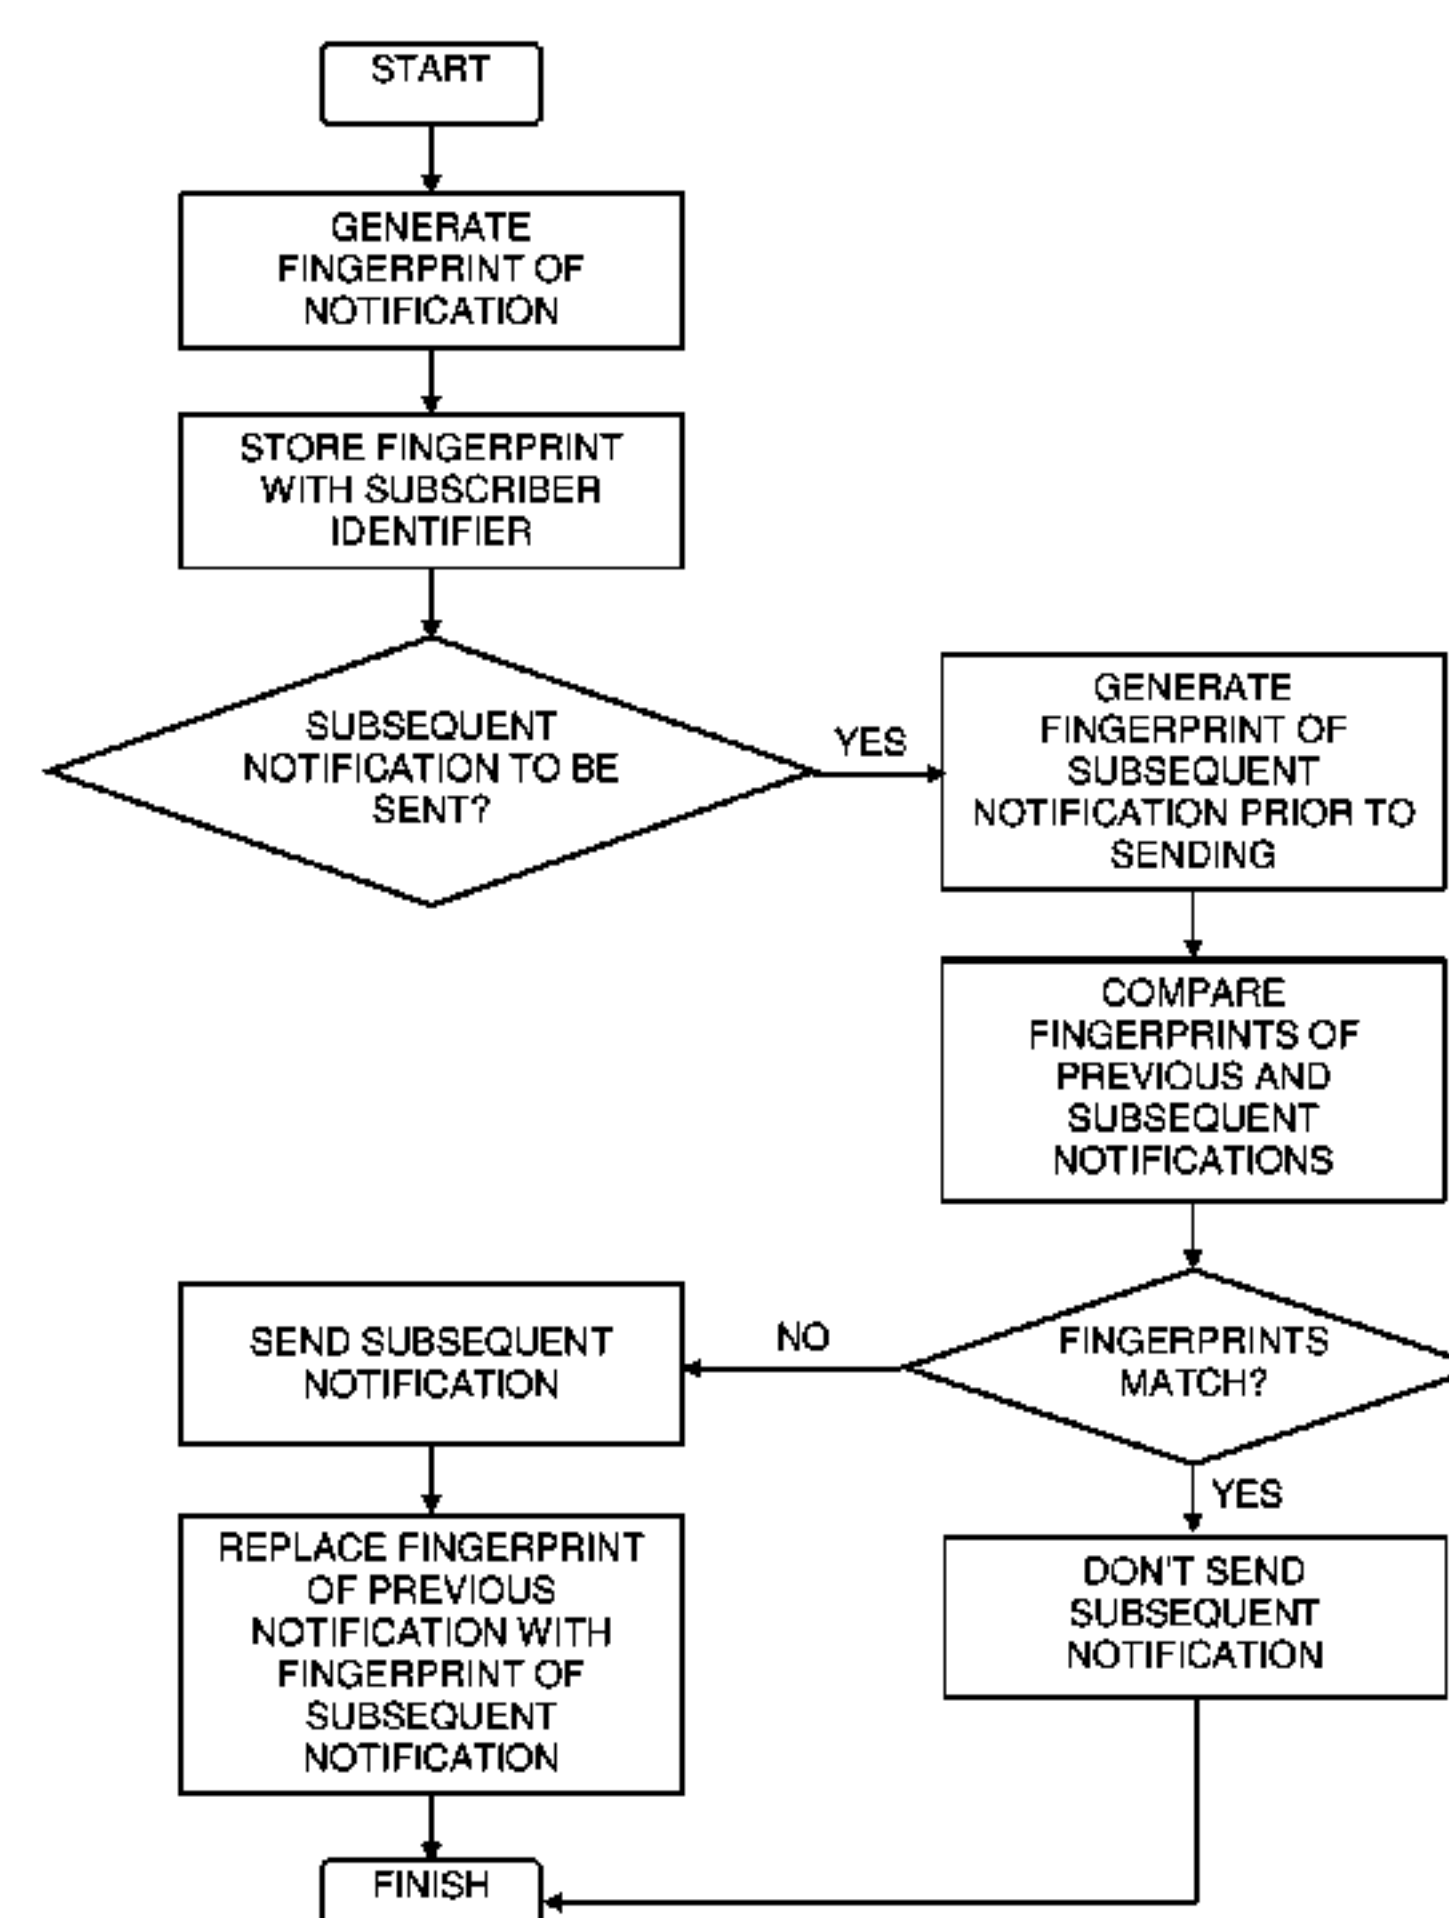 START
GENERATE
FINGERPRINT OF
NOTIFICATION
STORE FINGERPRINT
WITH SUBSCRIBER
IDENTIFIER
SUBSEQUENT
NOTIFICATION TO BE
SENT?
YES
GENERATE
FINGERPRINT OF
SUBSEQUENT
NOTIFICATION PRIOR TO
SENDING
COMPARE
FINGERPRINTS OF
PREVIOUS AND
SUBSEQUENT
NOTIFICATIONS
FINGERPRINTS
MATCH?
NO
SEND SUBSEQUENT
NOTIFICATION
YES
REPLACE FINGERPRINT
OF PREVIOUS
NOTIFICATION WITH
FINGERPRINT OF
SUBSEQUENT
NOTIFICATION
DON'T SEND
SUBSEQUENT
NOTIFICATION
FINISH